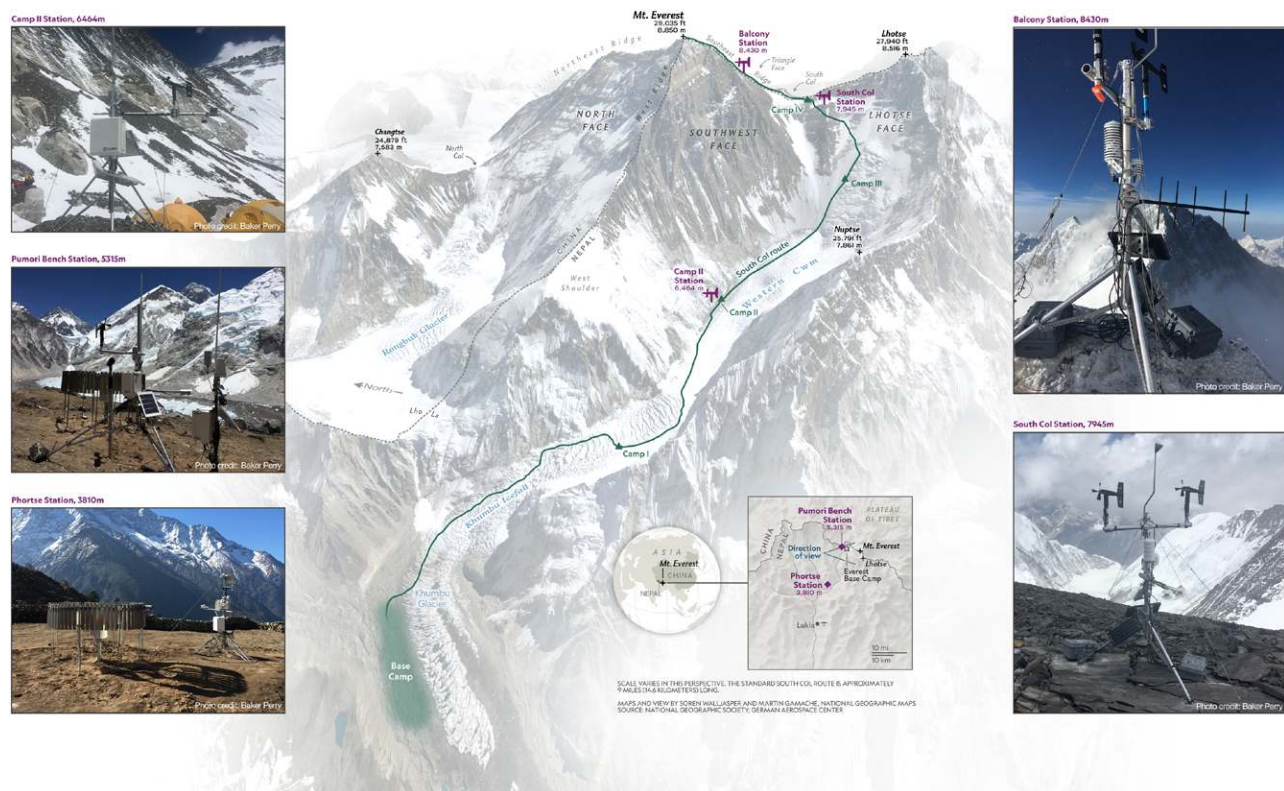 Camp II Station, 6464m
Photo credit: Baker Perry
Pumori Bench Station, 5315m
Photo credit: Baker Perry
Phortse Station, 3810m
Photo credit: Baker Perry
Mt. Everest
29,035 ft
8,850 m
Northeast Ridge
Balcony
Station
8,430 m
Southeast
Ridge
Triangle
Face
South
Col
Lhotse
27,940 ft
8,516 m
South Col
Station
7,945 m
Camp IV
LHOTSE
FACE
NORTH
FACE
West Ridge
SOUTHWEST
FACE
Changtse
24,879 ft
7,583 m
North
Col
Camp III
Nuptse
25,791 ft
7,861 m
CHINA
NEPAL
West
Shoulder
South Col route
Camp II
Station
6,464 m
Western Cwm
Camp II
Rongbuk Glacier
North
Lho La
Camp I
Khumbu Icefall
Khumbu
Glacier
Base
Camp
ASIA
Mt. Everest
CHINA
NEPAL
Pumori Bench
Station
5,315 m
PLATEAU
OF TIBET
CHINA
NEPAL
Direction
of view
Mt. Everest
Lhotse
Everest
Base Camp
Phortse
Station
3,810 m
Lukla
10 mi
10 km
SCALE VARIES IN THIS PERSPECTIVE. THE STANDARD SOUTH COL ROUTE IS APPROXIMATELY
9 MILES (14.6 KILOMETERS) LONG.
MAPS AND VIEW BY SOREN WALLJASPER AND MARTIN GAMACHE, NATIONAL GEOGRAPHIC MAPS
SOURCE: NATIONAL GEOGRAPHIC SOCIETY, GERMAN AEROSPACE CENTER
Balcony Station, 8430m
Photo credit: Baker Perry
South Col Station, 7945m
Photo credit: Baker Perry